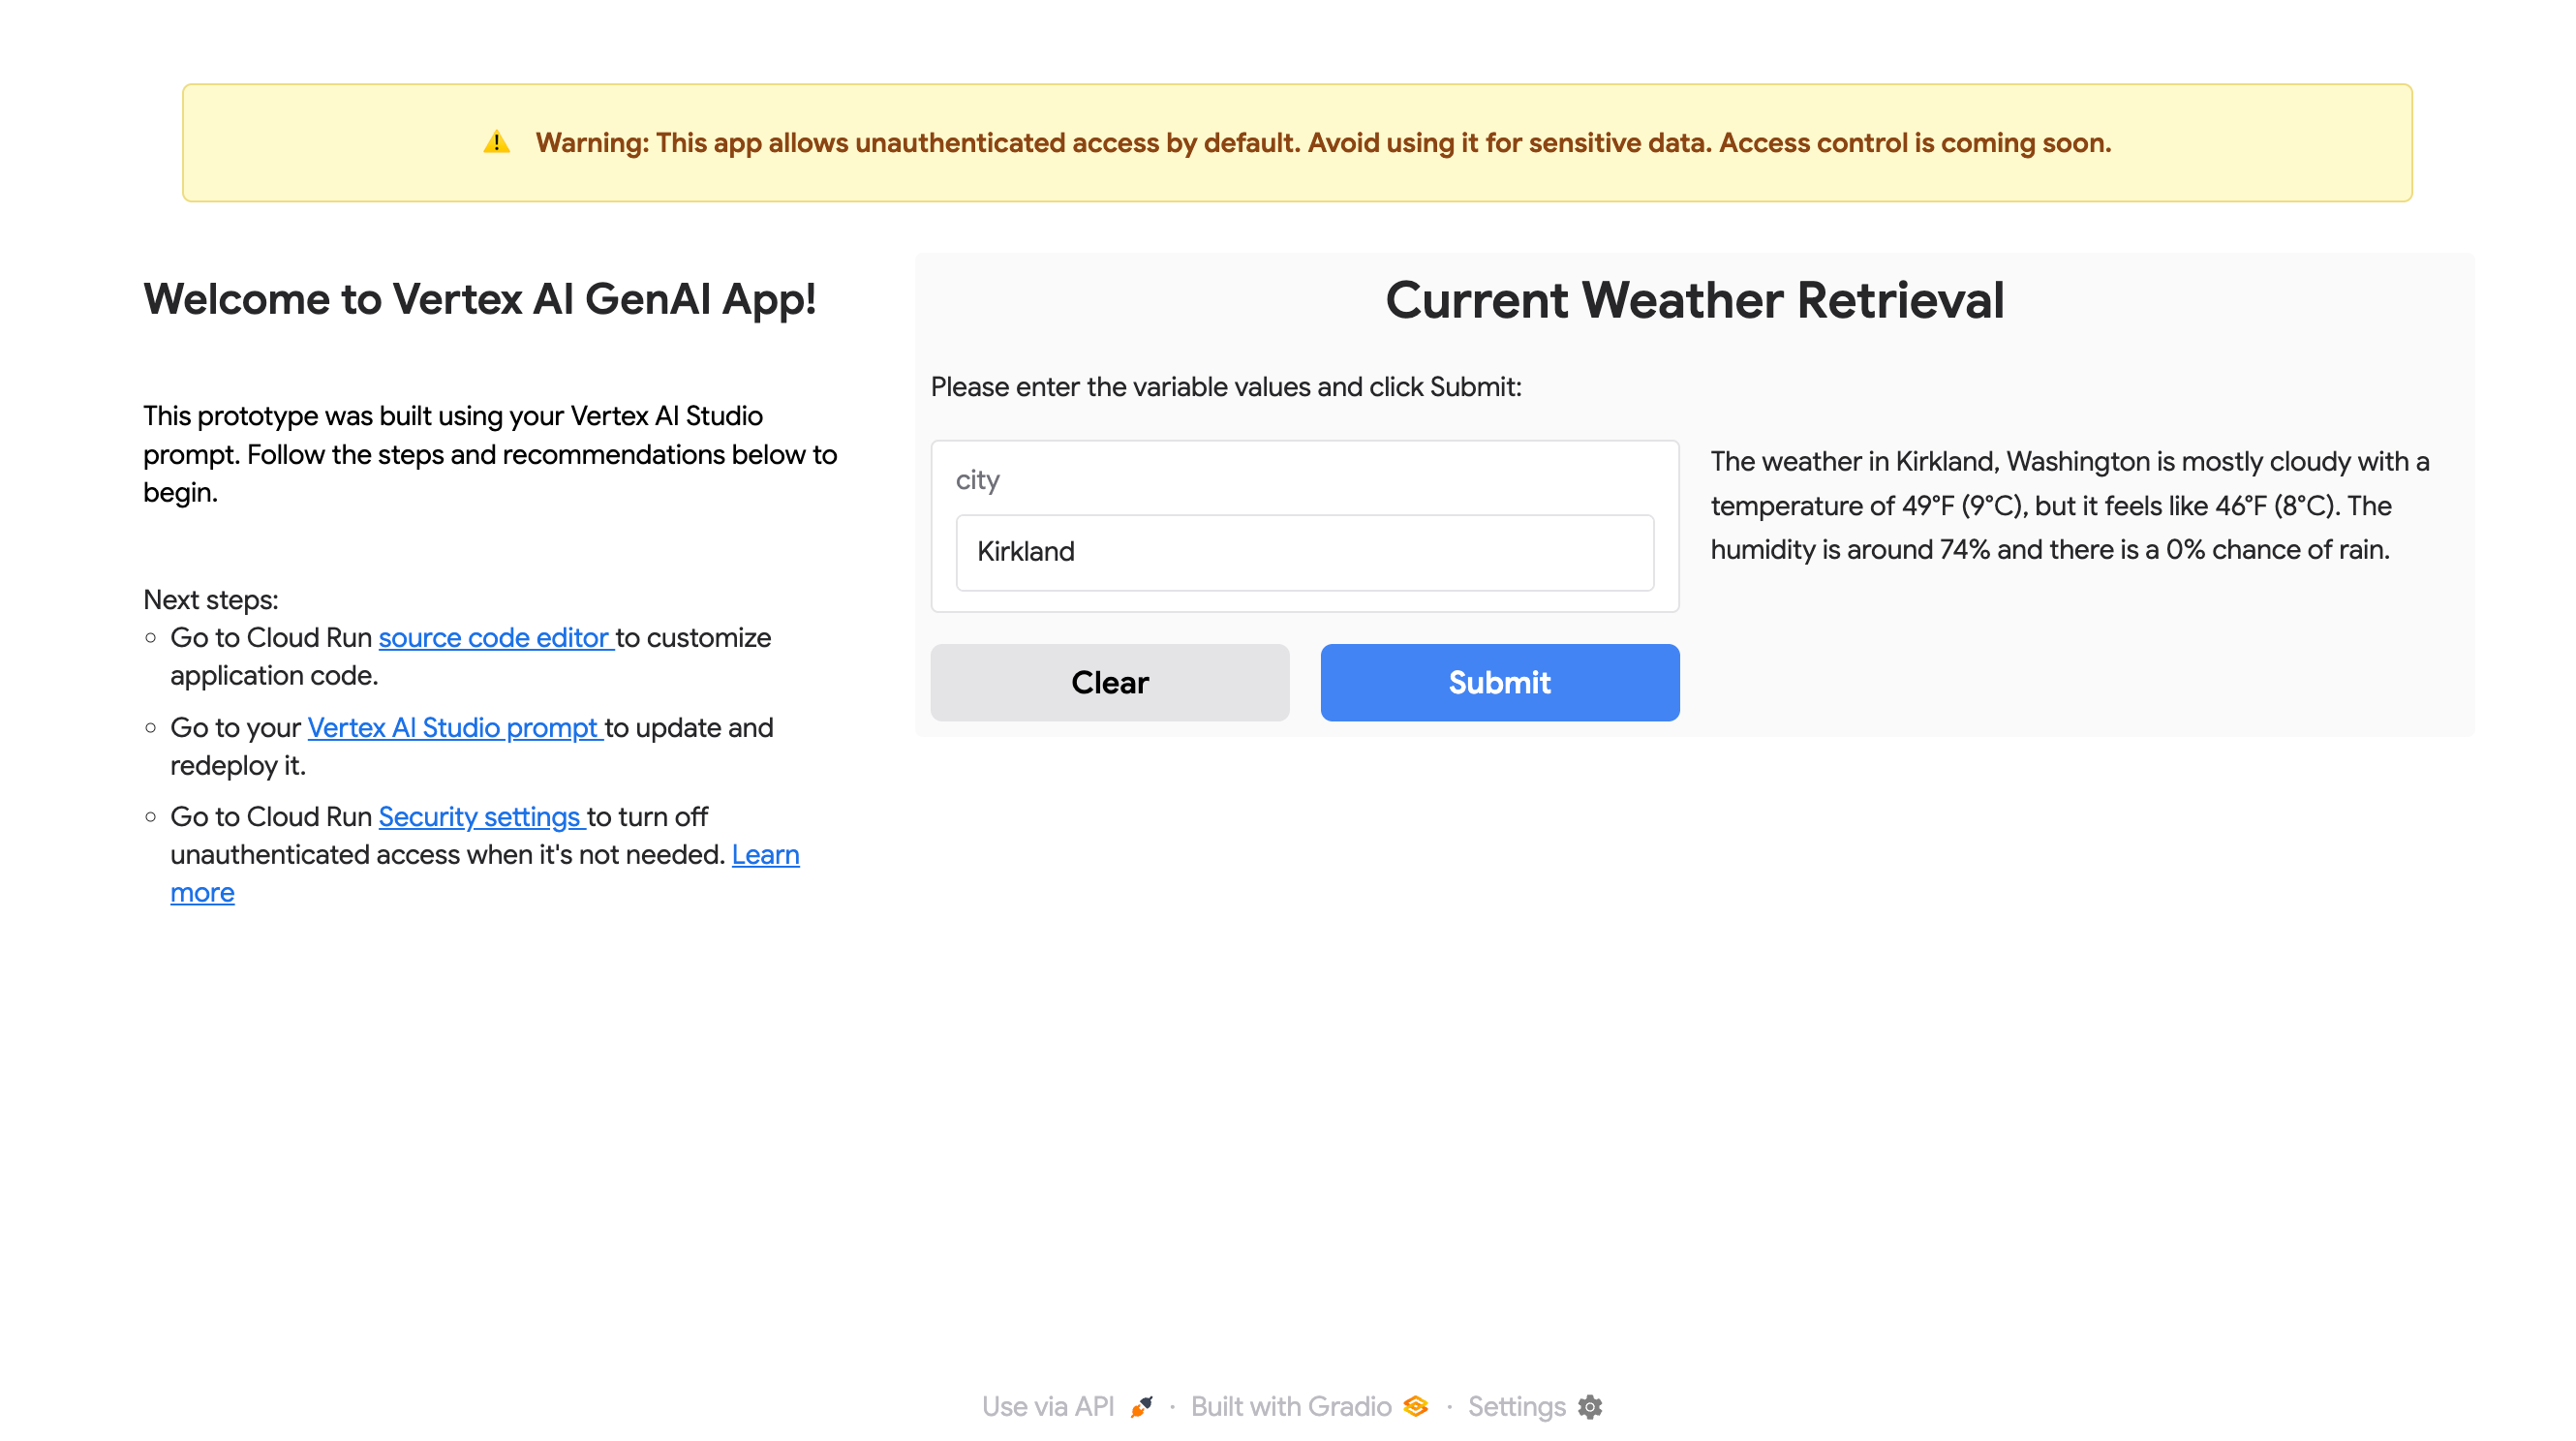 Warning: This app allows unauthenticated access by default. Avoid using it for sensitive data. Access control is coming soon.
Welcome to Vertex AI GenAI App!
This prototype was built using your Vertex AI Studio
prompt. Follow the steps and recommendations below to
begin.
Next steps:
Go to Cloud Run source code editor to customize
application code.
Go to your Vertex AI Studio prompt to update and
redeploy it.
Go to Cloud Run Security settings to turn off
unauthenticated access when it's not needed. Learn
more
Current Weather Retrieval
Please enter the variable values and click Submit:
city
Kirkland
Clear
Submit
The weather in Kirkland, Washington is mostly cloudy with a
temperature of 49°F (9°C), but it feels like 46°F (8°C). The
humidity is around 74% and there is a 0% chance of rain.
Use via API · Built with Gradio · Settings